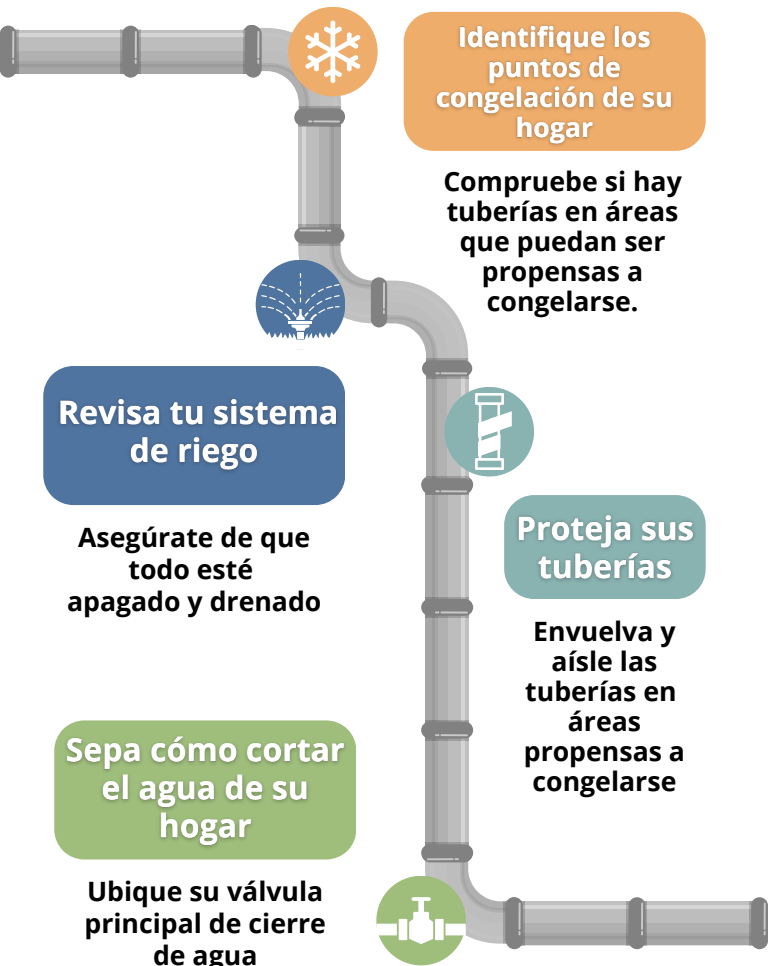 Identifique los
puntos de
congelación de su
hogar
Compruebe si hay
tuberías en áreas
que puedan ser
propensas a
congelarse.
Revisa tu sistema
de riego
Asegúrate de que
todo esté
apagado y drenado
Proteja sus
tuberías
Envuelva y
aísle las
tuberías en
áreas
propensas a
congelarse
Sepa cómo cortar
el agua de su
hogar
Ubique su válvula
principal de cierre
de agua